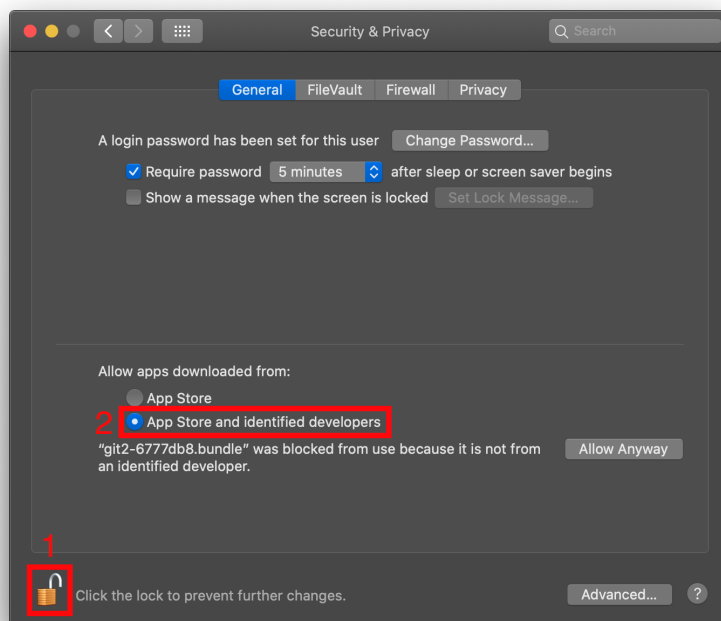 Security & Privacy
Search
General FileVault Firewall Privacy
A login password has been set for this user Change Password...
Require password 5 minutes after sleep or screen saver begins
Show a message when the screen is locked Set Lock Message...
Allow apps downloaded from:
App Store
2 App Store and identified developers
“git2-6777db8.bundle” was blocked from use because it is not from Allow Anyway
an identified developer.
1
Click the lock to prevent further changes. Advanced... ?